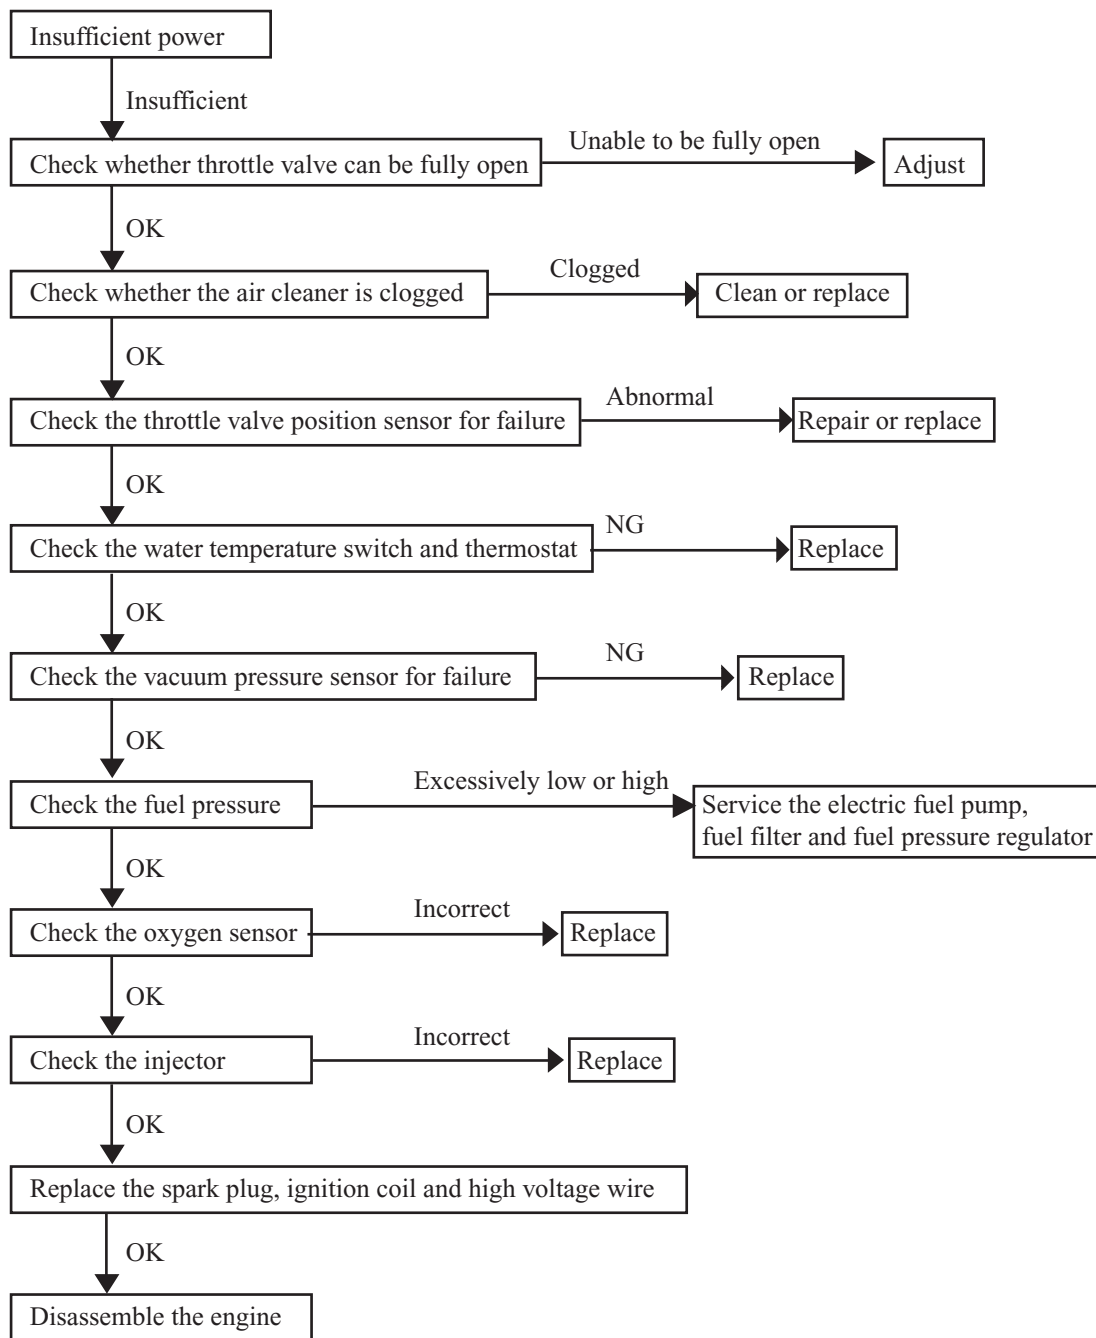 Insufficient power
Insufficient
Check whether throttle valve can be fully open
Unable to be fully open
Adjust
OK
Check whether the air cleaner is clogged
Clogged
Clean or replace
OK
Check the throttle valve position sensor for failure
Abnormal
Repair or replace
OK
Check the water temperature switch and thermostat
NG
Replace
OK
Check the vacuum pressure sensor for failure
NG
Replace
OK
Check the fuel pressure
Excessively low or high
Service the electric fuel pump,
fuel filter and fuel pressure regulator
OK
Check the oxygen sensor
Incorrect
Replace
OK
Check the injector
Incorrect
Replace
OK
Replace the spark plug, ignition coil and high voltage wire
OK
Disassemble the engine